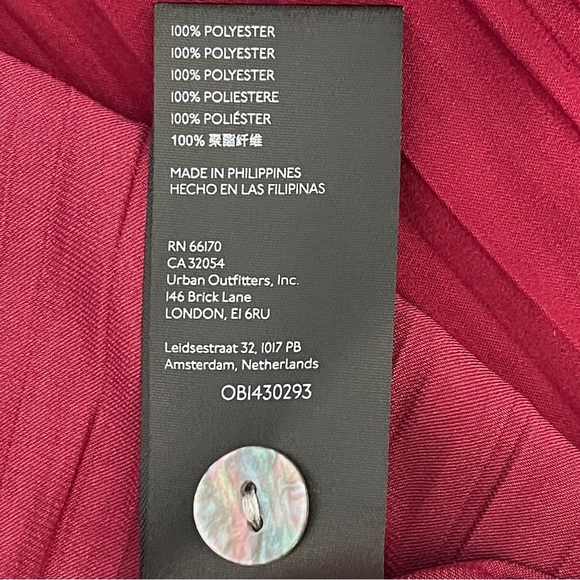 100% POLYESTER
100% POLYESTER
100% POLYESTER
100% POLIESTERE
100% POLIÉSTER
100% 聚酯纤维
MADE IN PHILIPPINES
HECHO EN LAS FILIPINAS
RN 66170
CA 32054
Urban Outfitters, Inc.
146 Brick Lane
LONDON, E1 6RU
Leidsestraat 32, 1017 PB
Amsterdam, Netherlands
OB1430293